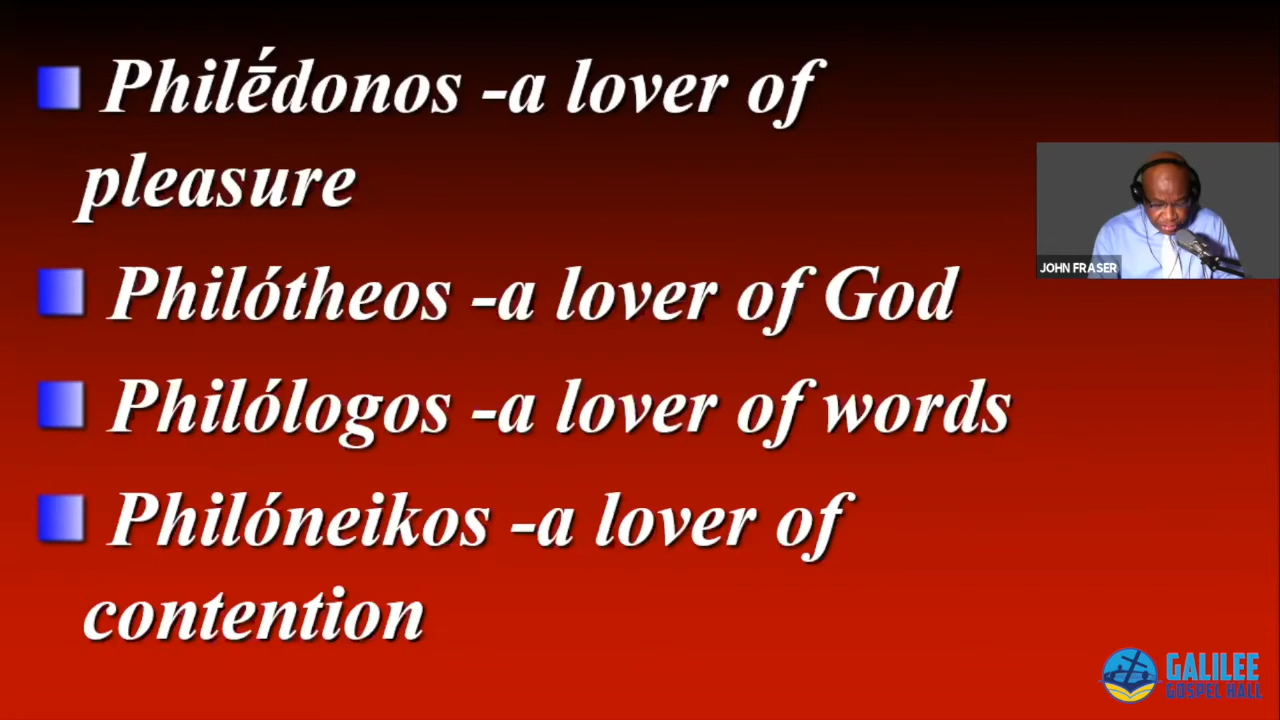 Philḗdonos -a lover of
pleasure
Philótheos -a lover of God
Philólogos -a lover of words
Philóneikos -a lover of
contention
JOHN FRASER
GALILEE
GOSPEL HALL